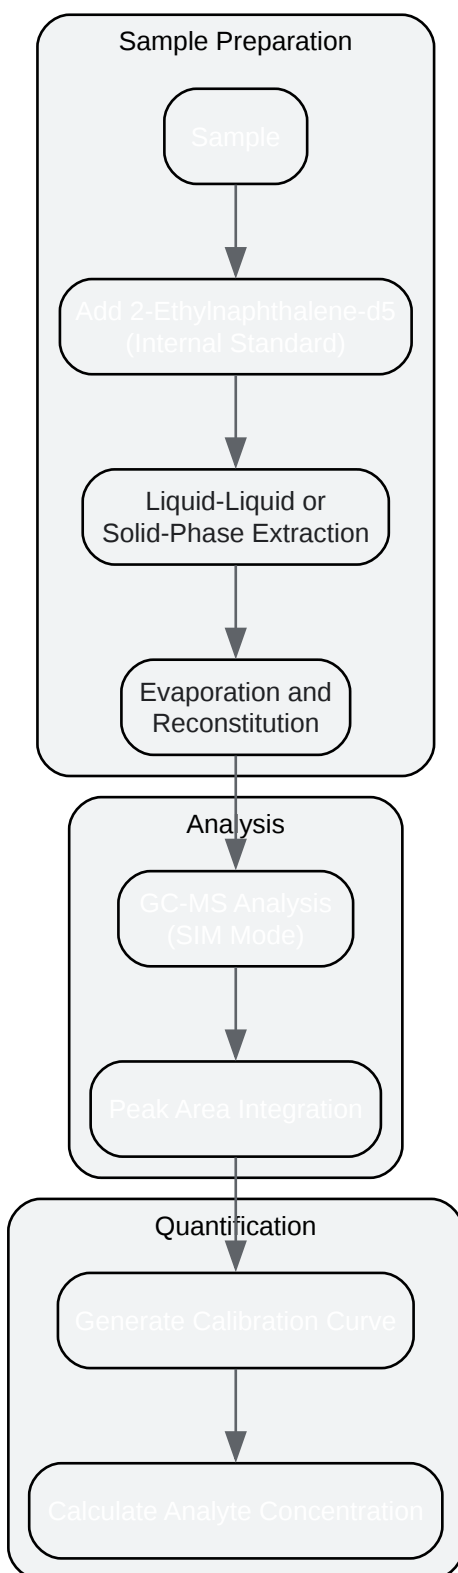 Sample Preparation
Sample
Add 2-Ethylnaphthalene-d5
(Internal Standard)
Liquid-Liquid or
Solid-Phase Extraction
Evaporation and
Reconstitution
Analysis
GC-MS Analysis
(SIM Mode)
Peak Area Integration
Quantification
Generate Calibration Curve
Calculate Analyte Concentration